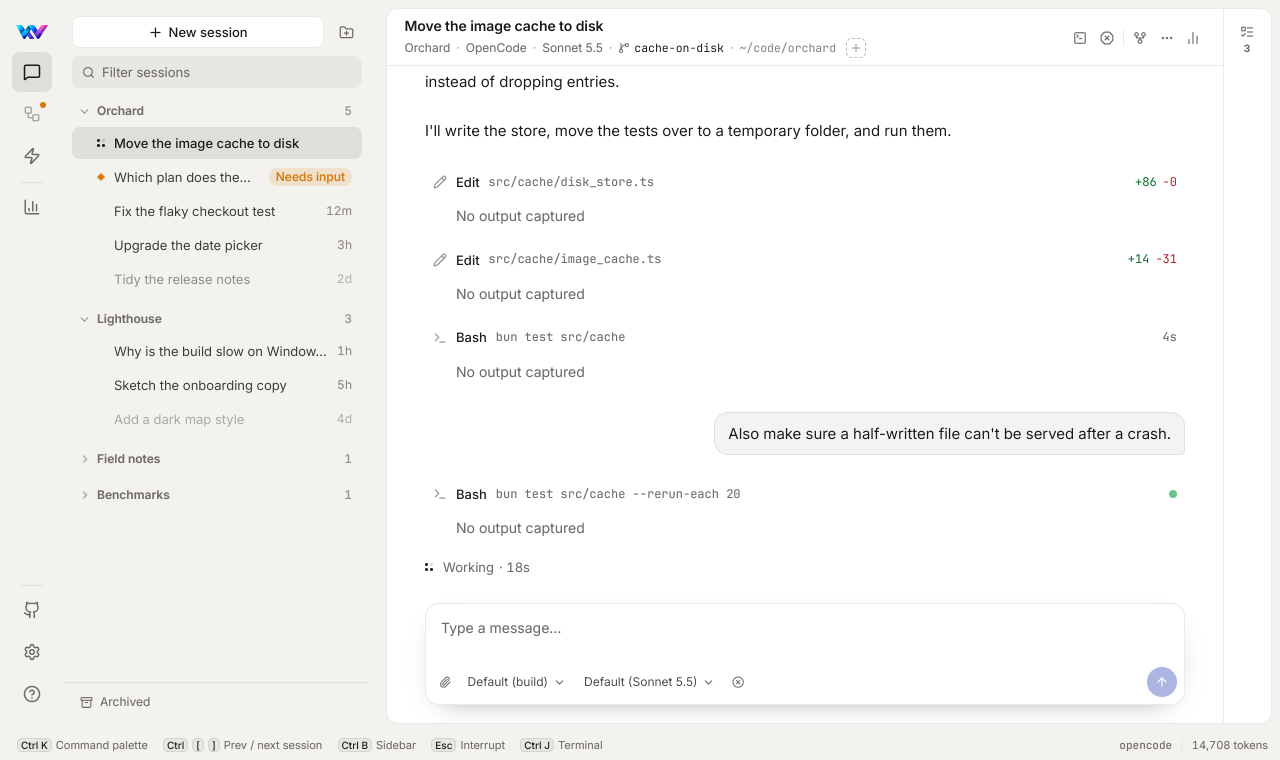 New session
Filter sessions
Orchard 5
Move the image cache to disk
Which plan does the... Needs input
Fix the flaky checkout test 12m
Upgrade the date picker 3h
Tidy the release notes 2d
Lighthouse 3
Why is the build slow on Window... 1h
Sketch the onboarding copy 5h
Add a dark map style 4d
Field notes 1
Benchmarks 1
Archived
Move the image cache to disk
Orchard · OpenCode · Sonnet 5.5 · cache-on-disk · ~/code/orchard
3
instead of dropping entries.
I'll write the store, move the tests over to a temporary folder, and run them.
Edit src/cache/disk_store.ts +86 -0
No output captured
Edit src/cache/image_cache.ts +14 -31
No output captured
Bash bun test src/cache 4s
No output captured
Also make sure a half-written file can't be served after a crash.
Bash bun test src/cache --rerun-each 20
No output captured
Working · 18s
Type a message...
Default (build) Default (Sonnet 5.5)
Ctrl K Command palette Ctrl [ ] Prev / next session Ctrl B Sidebar Esc Interrupt Ctrl J Terminal opencode 14,708 tokens